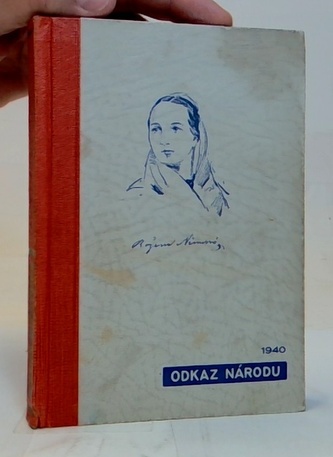 Božena Němcová
1940
ODKAZ NÁRODU